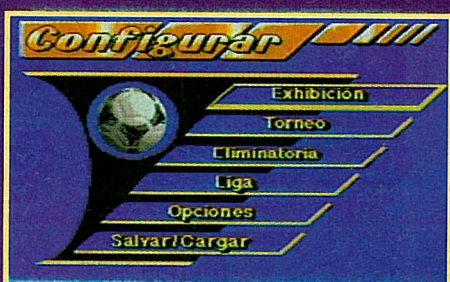 Configurar
Exhibición
Torneo
Eliminatoria
Liga
Opciones
Salvar/Cargar